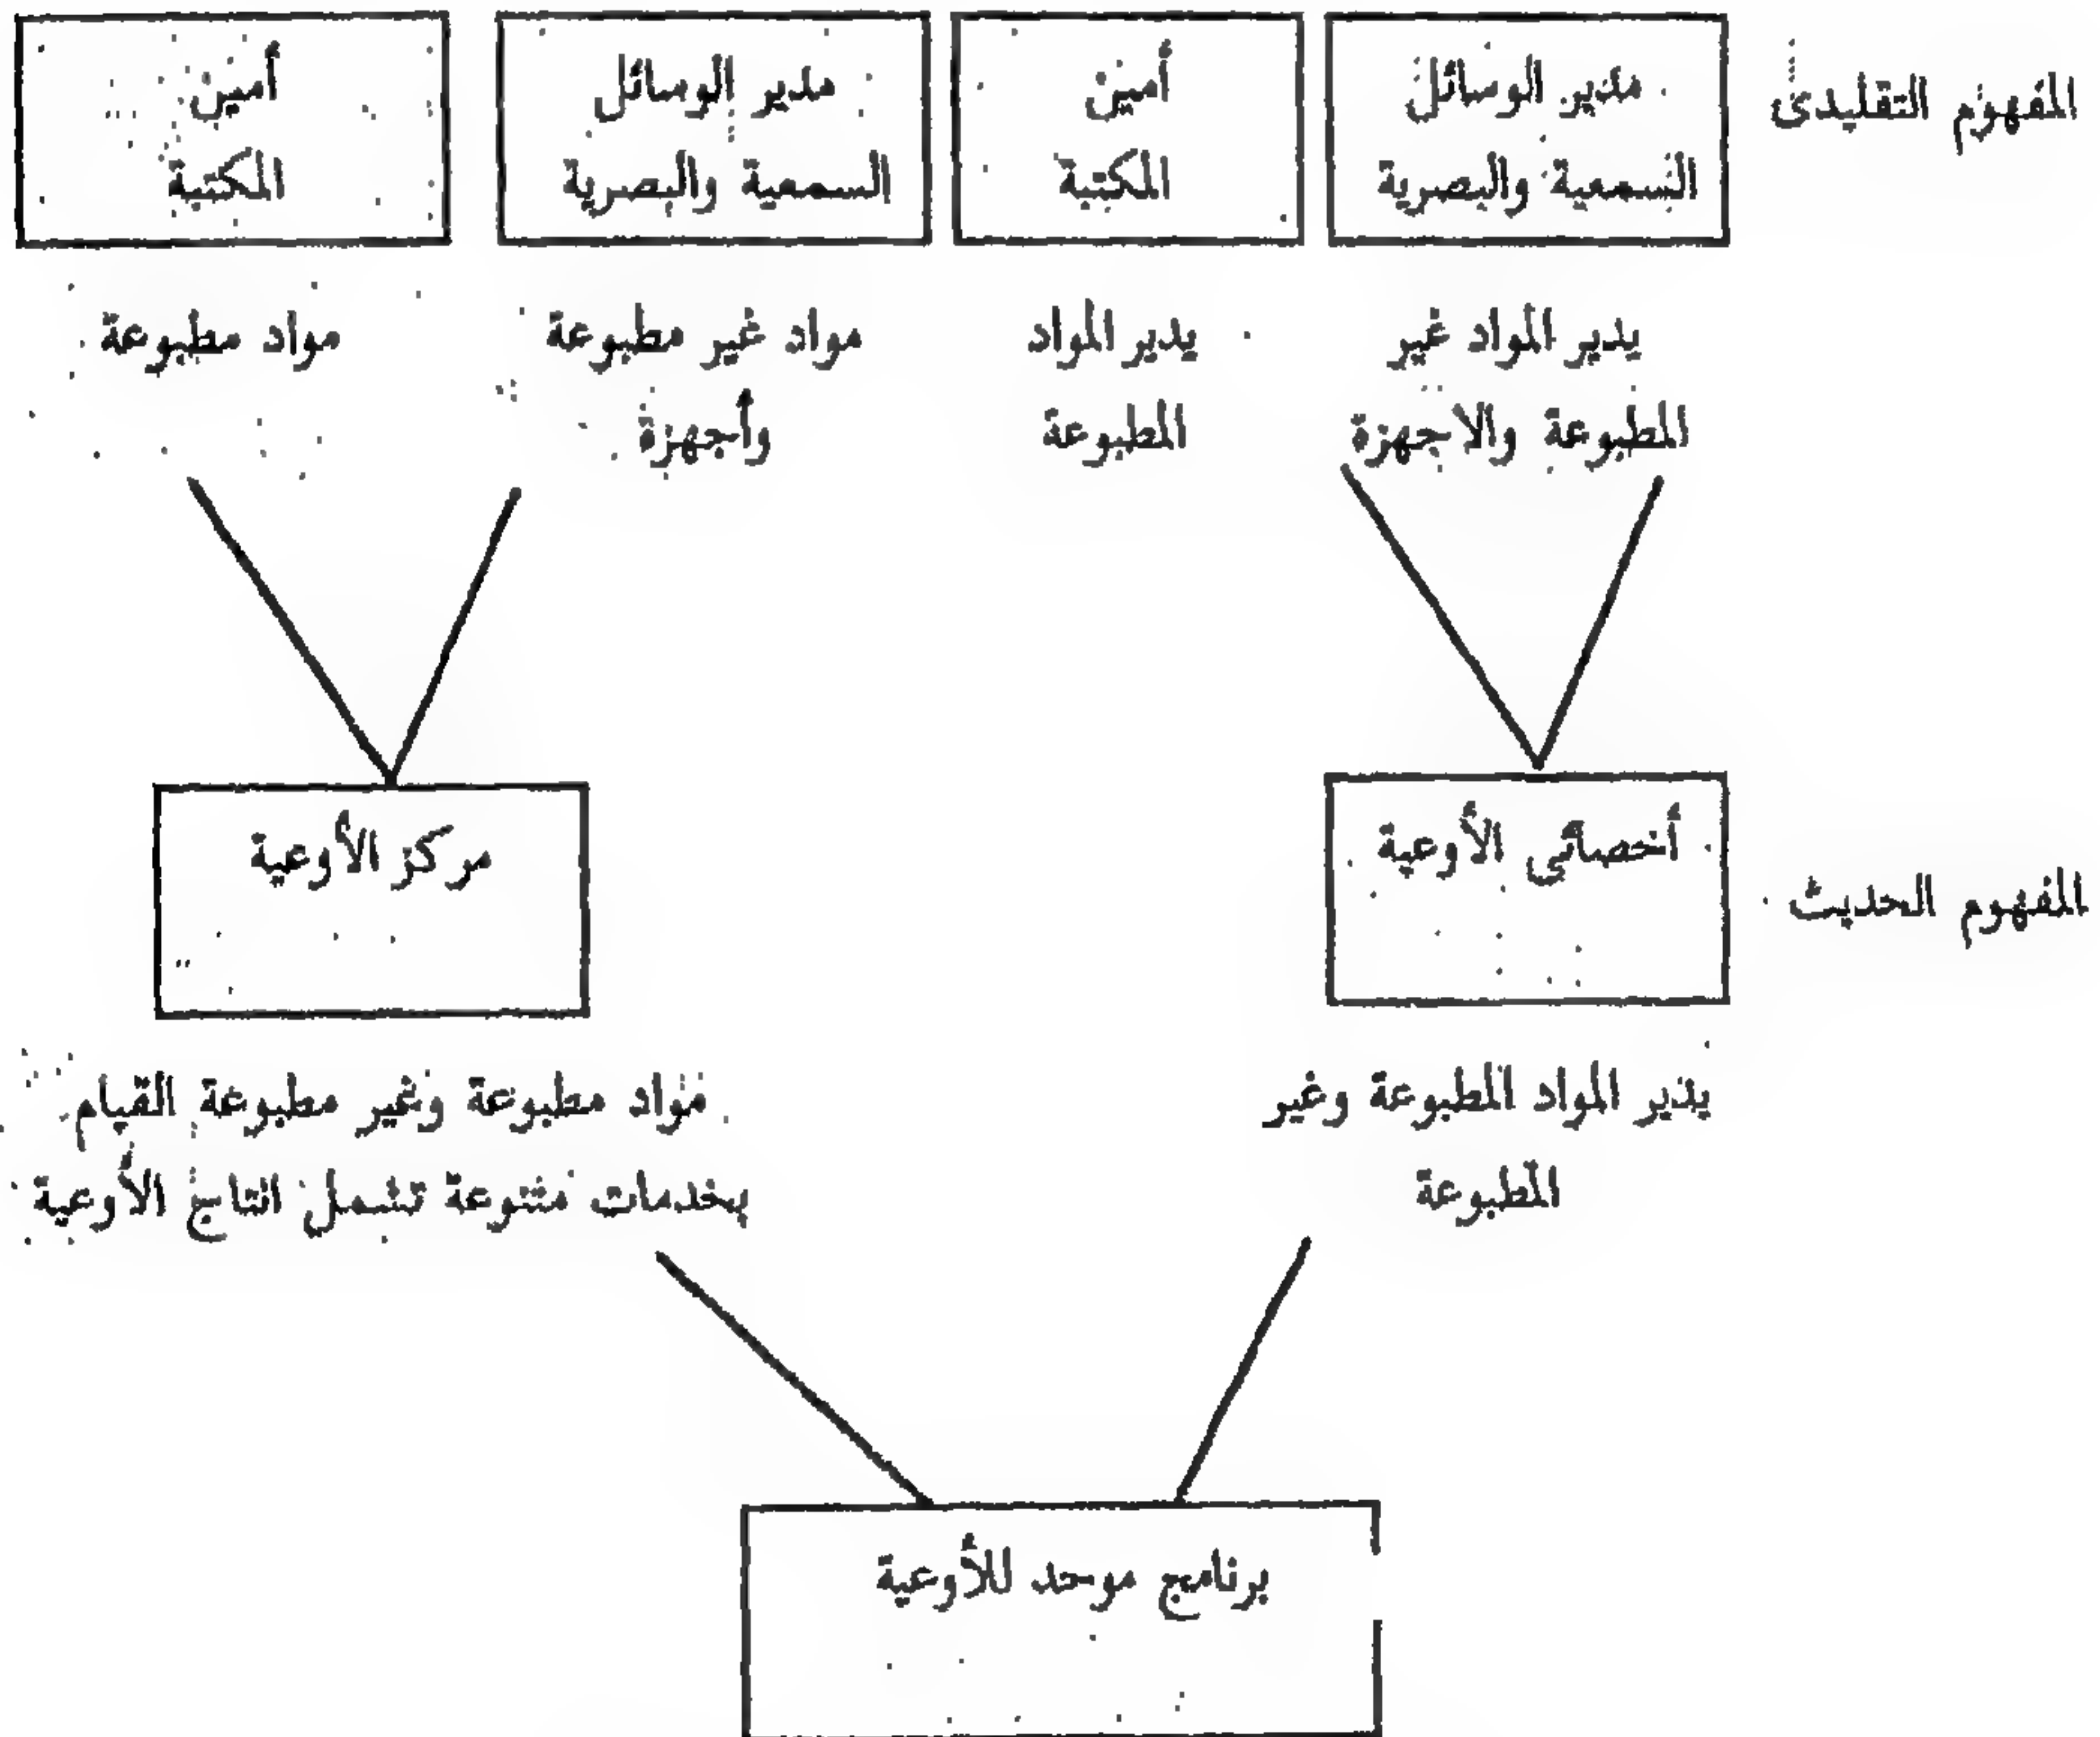 المفهوم التقليدى
مدير الوسائل
السمعية والبصرية
أمين
المكتبة
مدير الوسائل
السمعية والبصرية
أمين
المكتبة
يدير المواد غير
المطبوعة والاجهزة
يدير المواد
المطبوعة
مواد غير مطبوعة
وأجهزة
مواد مطبوعة
المفهوم الحديث
أخصائى الأوعية
مركز الأوعية
يدير المواد المطبوعة وغير
المطبوعة
مواد مطبوعة وغير مطبوعة القيام
بخدمات متنوعة تشمل انتاج الأوعية
برنامج موحد للأوعية